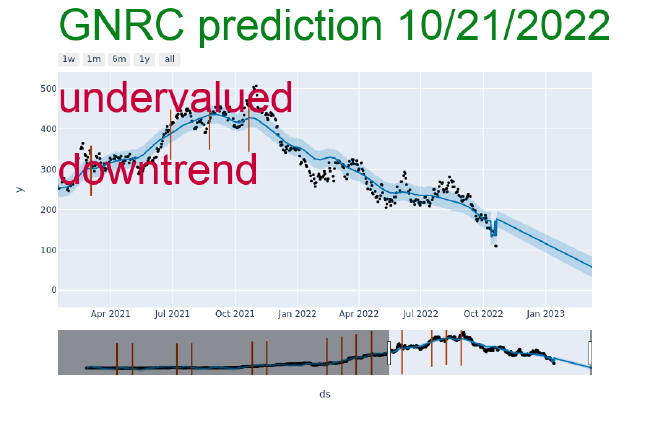 GNRC prediction 10/21/2022
1w 1m 6m 1y all
500
undervalued
400
300
downtrend
y
200
100
0
Apr 2021 Jul 2021 Oct 2021 Jan 2022 Apr 2022 Jul 2022 Oct 2022 Jan 2023
ds